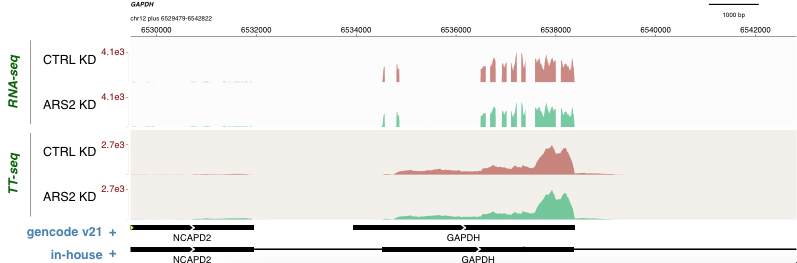 GAPDH
chr12 plus 6529479-6542822
1000 bp
6530000 6532000 6534000 6536000 6538000 6540000 6542000
RNA-seq
CTRL KD 4.1e3
ARS2 KD 4.1e3
TT-seq
CTRL KD 2.7e3
ARS2 KD 2.7e3
gencode v21 +
NCAPD2 GAPDH
in-house +
NCAPD2 GAPDH